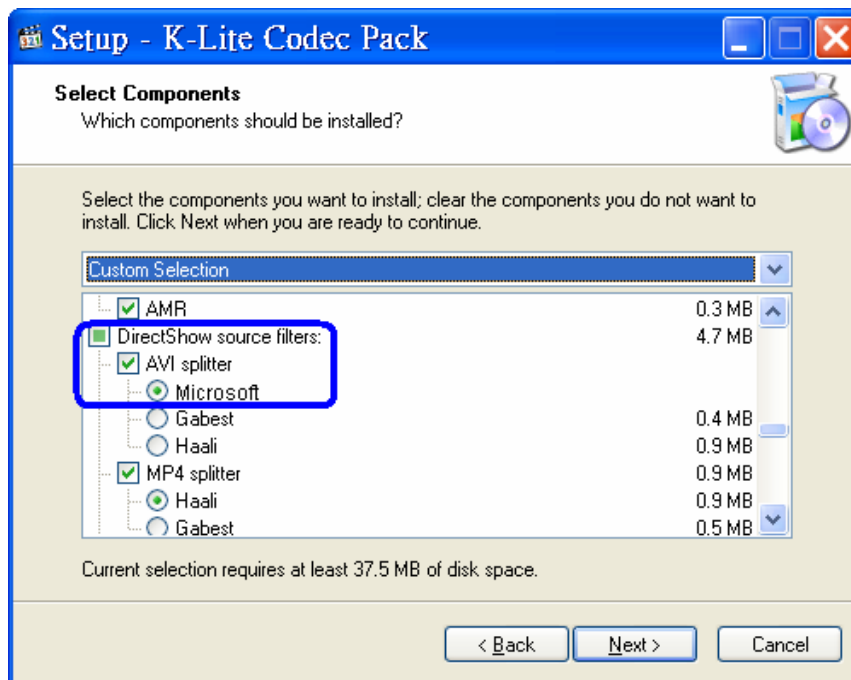 Setup - K-Lite Codec Pack
Select Components
Which components should be installed?
Select the components you want to install; clear the components you do not want to
install. Click Next when you are ready to continue.
Custom Selection
AMR 0.3 MB
DirectShow source filters: 4.7 MB
AVI splitter
Microsoft
Gabest 0.4 MB
Haali 0.9 MB
MP4 splitter 0.9 MB
Haali 0.9 MB
Gabest 0.5 MB
Current selection requires at least 37.5 MB of disk space.
< Back Next > Cancel